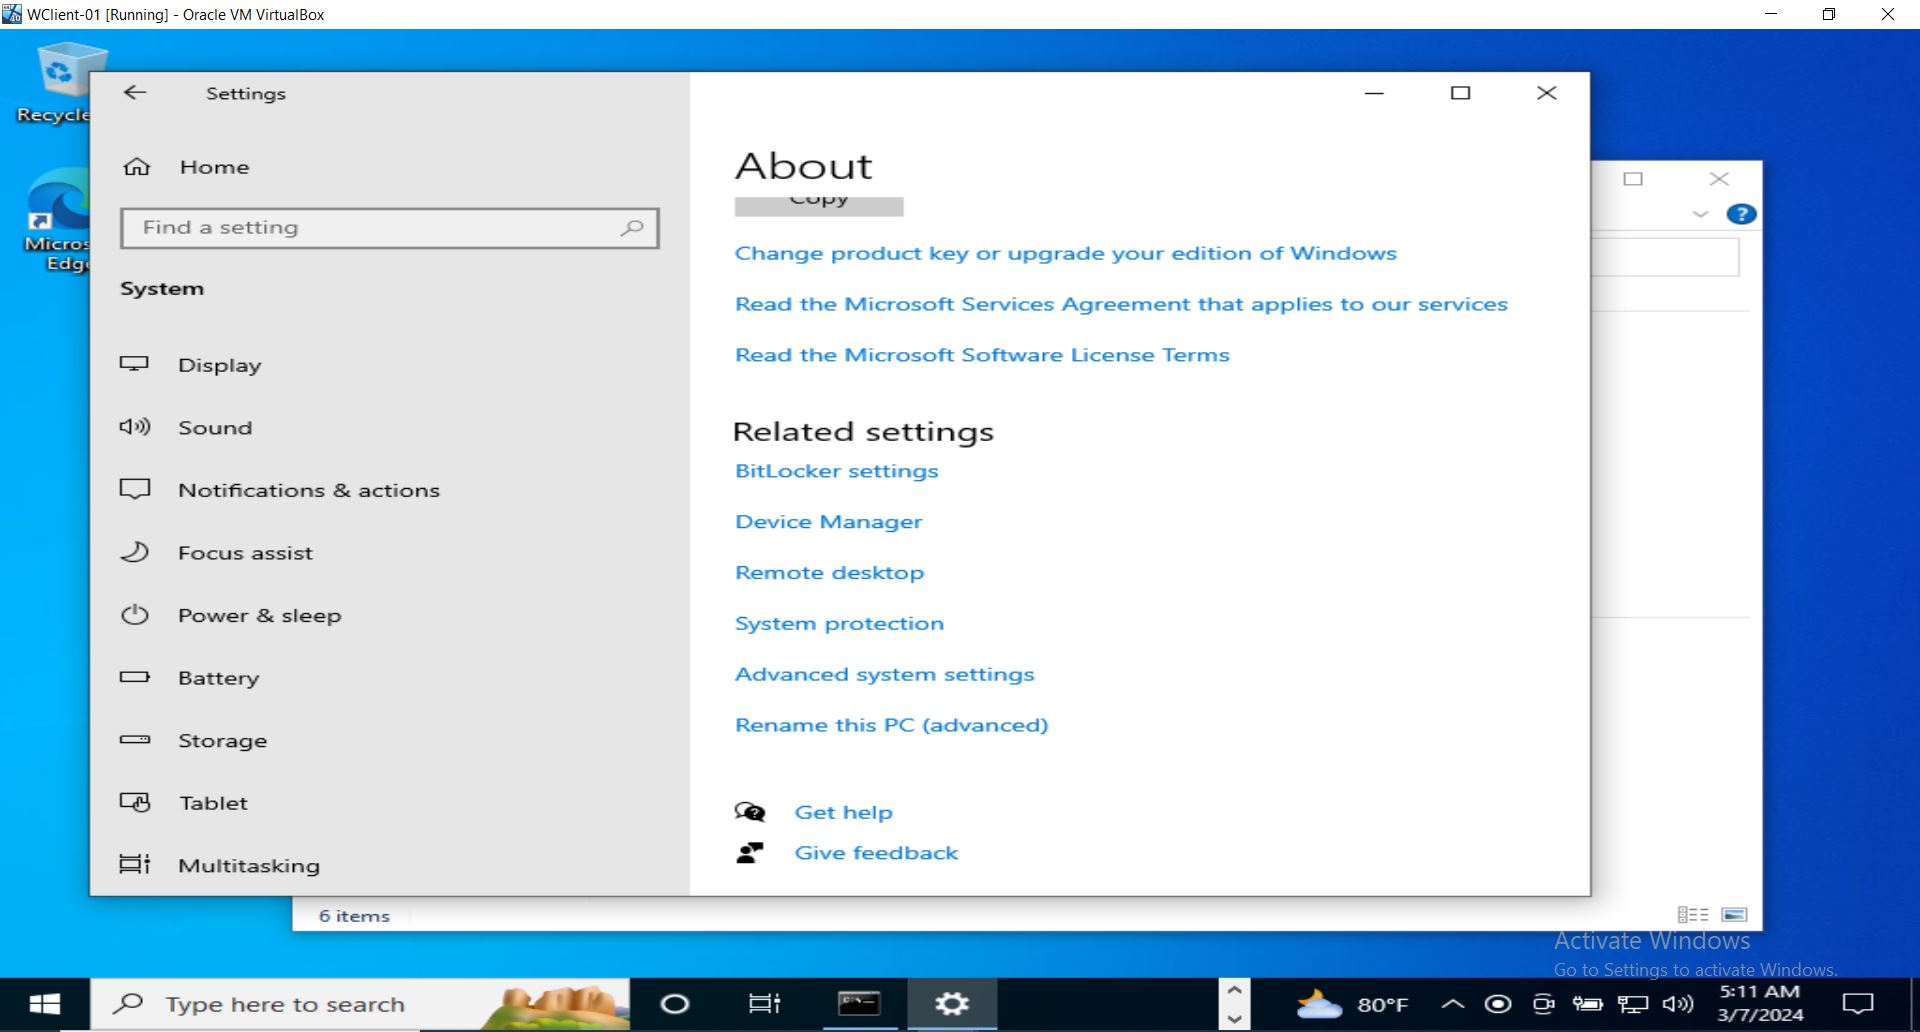 WClient-01 [Running] - Oracle VM VirtualBox
Recycle
Micros
Edge
Settings
Home
Find a setting
System
Display
Sound
Notifications & actions
Focus assist
Power & sleep
Battery
Storage
Tablet
Multitasking
About
Copy
Change product key or upgrade your edition of Windows
Read the Microsoft Services Agreement that applies to our services
Read the Microsoft Software License Terms
Related settings
BitLocker settings
Device Manager
Remote desktop
System protection
Advanced system settings
Rename this PC (advanced)
Get help
Give feedback
?
6 items
Activate Windows
Go to Settings to activate Windows.
Type here to search
80°F
5:11 AM
3/7/2024